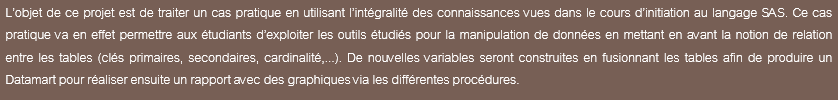 L'objet de ce projet est de traiter un cas pratique en utilisant l'intégralité des connaissances vues dans le cours d'initiation au langage SAS. Ce cas
pratique va en effet permettre aux étudiants d'exploiter les outils étudiés pour la manipulation de données en mettant en avant la notion de relation
entre les tables (clés primaires, secondaires, cardinalité,...). De nouvelles variables seront construites en fusionnant les tables afin de produire un
Datamart pour réaliser ensuite un rapport avec des graphiques via les différentes procédures.